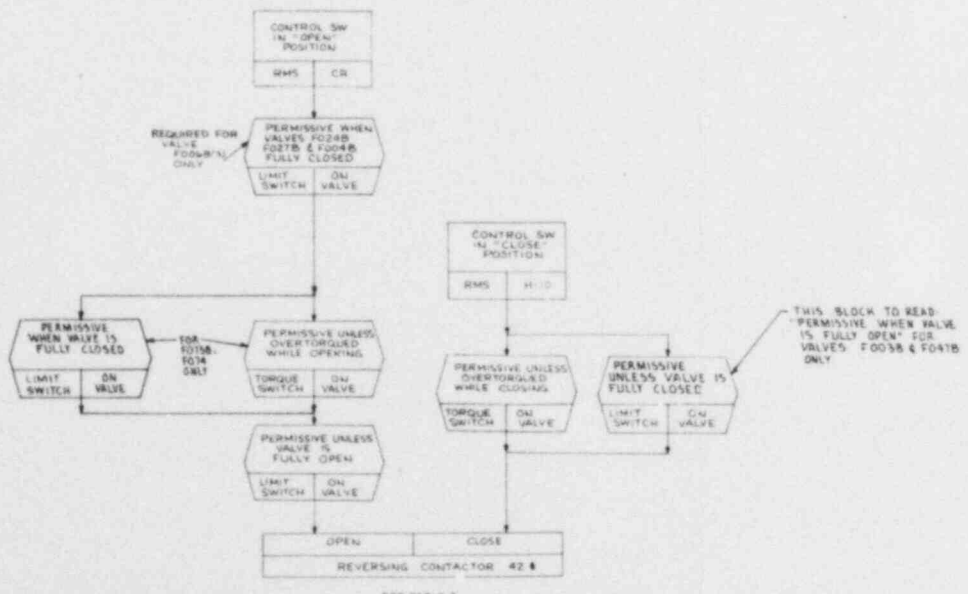 CONTROL SW
IN "OPEN"
POSITION
RMS CR
REQUIRED FOR
VALVE
ONLY
PERMISSIVE WHEN
VALVES F024B
F027B & F004B
FULLY CLOSED
LIMIT SWITCH
ON VALVE
CONTROL SW
IN "CLOSE"
POSITION
RMS
PERMISSIVE
WHEN VALVE IS
FULLY CLOSED
LIMIT SWITCH
ON VALVE
FOR
F074
ONLY
PERMISSIVE UNLESS
OVERTORQUED
WHILE OPENING
TORQUE SWITCH
ON VALVE
PERMISSIVE UNLESS
OVERTORQUED
WHILE CLOSING
TORQUE SWITCH
ON VALVE
PERMISSIVE
UNLESS VALVE IS
FULLY CLOSED
LIMIT SWITCH
ON VALVE
THIS BLOCK TO READ:
"PERMISSIVE WHEN VALVE
IS FULLY OPEN" FOR
VALVES F003B & F047B
ONLY
PERMISSIVE UNLESS
VALVE IS
FULLY OPEN
LIMIT SWITCH
ON VALVE
OPEN CLOSE
REVERSING CONTACTOR 42